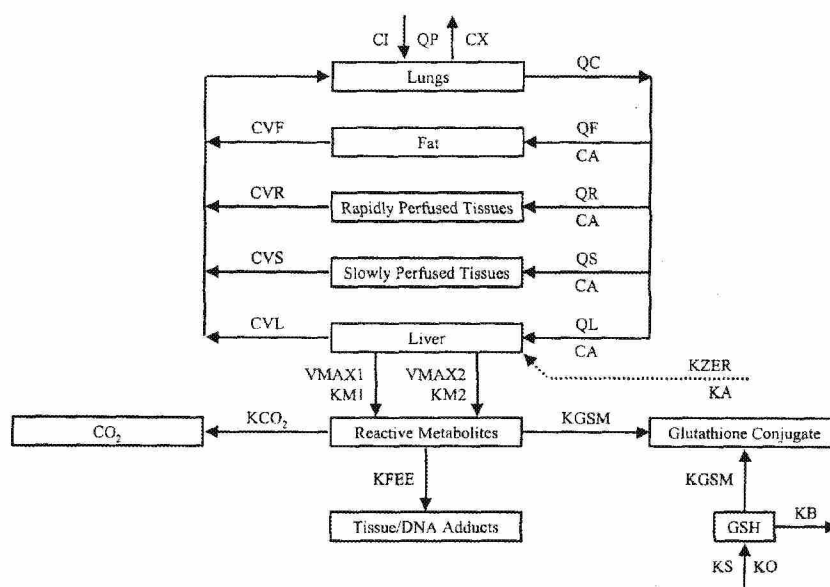 CI QP CX
Lungs
QC
CVF
Fat
QF
CA
CVR
Rapidly Perfused Tissues
QR
CA
CVS
Slowly Perfused Tissues
QS
CA
CVL
Liver
QL
CA
VMAX1
KM1
VMAX2
KM2
KZER
KA
CO2
KCO2
Reactive Metabolites
KGSM
Glutathione Conjugate
KFEE
KGSM
Tissue/DNA Adducts
GSH
KB
KS KO